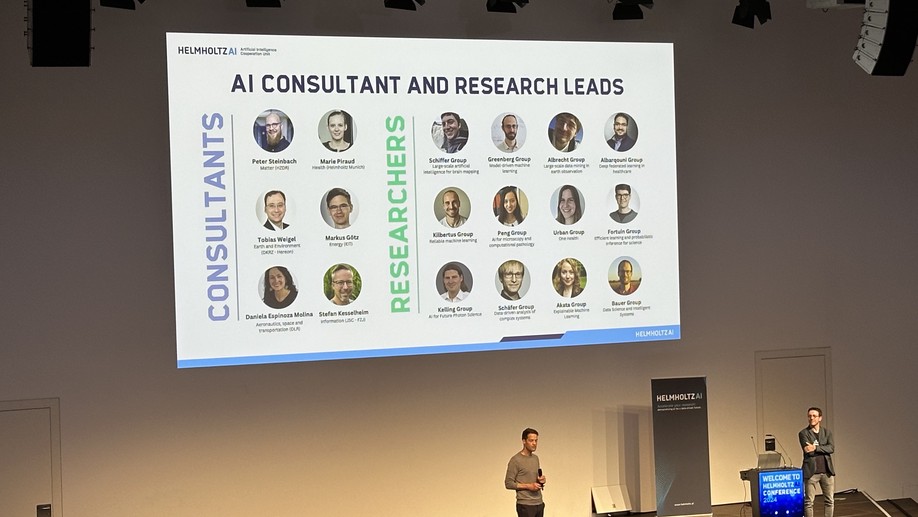 HELMHOLTZ AI Artificial Intelligence
Cooperation Unit
AI CONSULTANT AND RESEARCH LEADS
CONSULTANTS
Peter Steinbach
Matter (HZDR)
Marie Piraud
Health (Helmholtz Munich)
Tobias Weigel
Earth and Environment
(DKRZ - Hereon)
Markus Götz
Energy (KIT)
Daniela Espinoza Molina
Aeronautics, space and
transportation (DLR)
Stefan Kesselheim
Information (JSC - FZJ)
RESEARCHERS
Schiffer Group
Large-scale artificial
intelligence for brain mapping
Greenberg Group
Model-driven machine
learning
Albrecht Group
Large scale data mining in
earth observation
Albarqouni Group
Deep federated learning in
healthcare
Kilbertus Group
Reliable machine learning
Peng Group
AI for microscopy and
computational pathology
Urban Group
One Health
Fortuin Group
Efficient learning and probabilistic
inference for science
Kelling Group
AI for Future Photon Science
Schäfer Group
Data-driven analysis of
complex systems
Akata Group
Explainable Machine
Learning
Bauer Group
Data Science and Intelligent
Systems
HELMHOLTZ AI
HELMHOLTZ AI
WELCOME TO
HELMHOLTZ
CONFERENCE
2024